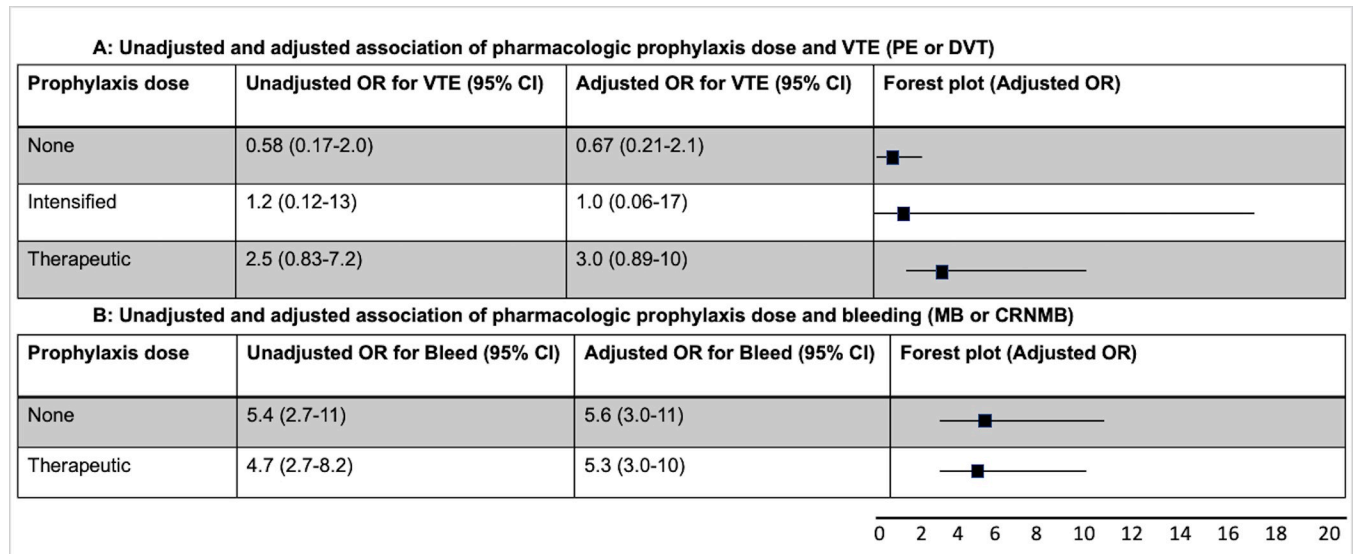 A: Unadjusted and adjusted association of pharmacologic prophylaxis dose and VTE (PE or DVT)
Prophylaxis dose Unadjusted OR for VTE (95% CI) Adjusted OR for VTE (95% CI) Forest plot (Adjusted OR)
None 0.58 (0.17-2.0) 0.67 (0.21-2.1)
Intensified 1.2 (0.12-13) 1.0 (0.06-17)
Therapeutic 2.5 (0.83-7.2) 3.0 (0.89-10)
B: Unadjusted and adjusted association of pharmacologic prophylaxis dose and bleeding (MB or CRNMB)
Prophylaxis dose Unadjusted OR for Bleed (95% CI) Adjusted OR for Bleed (95% CI) Forest plot (Adjusted OR)
None 5.4 (2.7-11) 5.6 (3.0-11)
Therapeutic 4.7 (2.7-8.2) 5.3 (3.0-10)
0 2 4 6 8 10 12 14 16 18 20